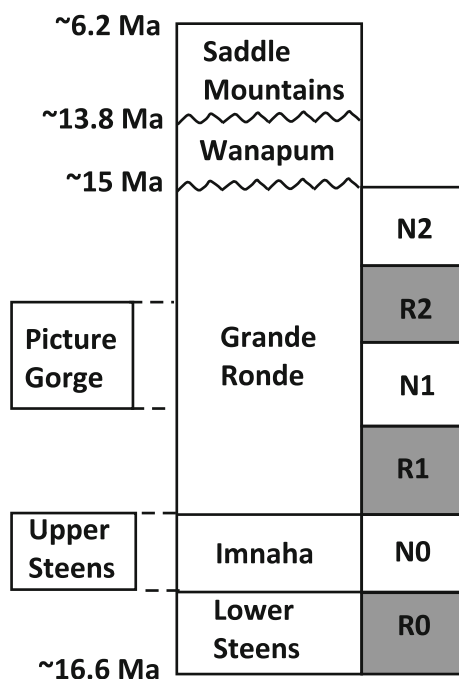 ~6.2 Ma
Saddle
Mountains
~13.8 Ma
Wanapum
~15 Ma
N2
R2
Picture
Gorge
Grande
Ronde
N1
R1
Upper
Steens
Imnaha
N0
Lower
Steens
R0
~16.6 Ma